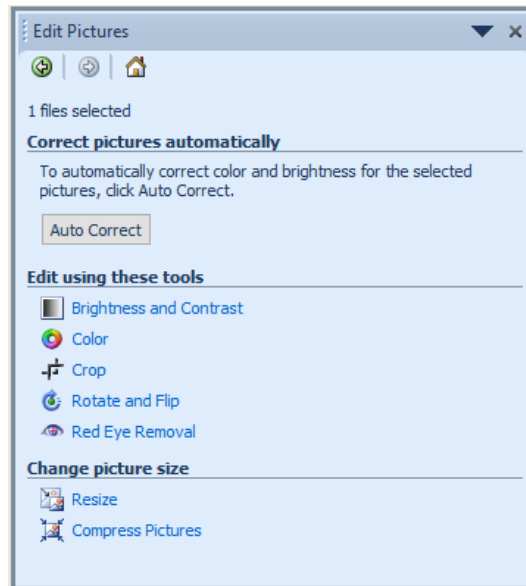 Edit Pictures
1 files selected
Correct pictures automatically
To automatically correct color and brightness for the selected
pictures, click Auto Correct.
Auto Correct
Edit using these tools
Brightness and Contrast
Color
Crop
Rotate and Flip
Red Eye Removal
Change picture size
Resize
Compress Pictures